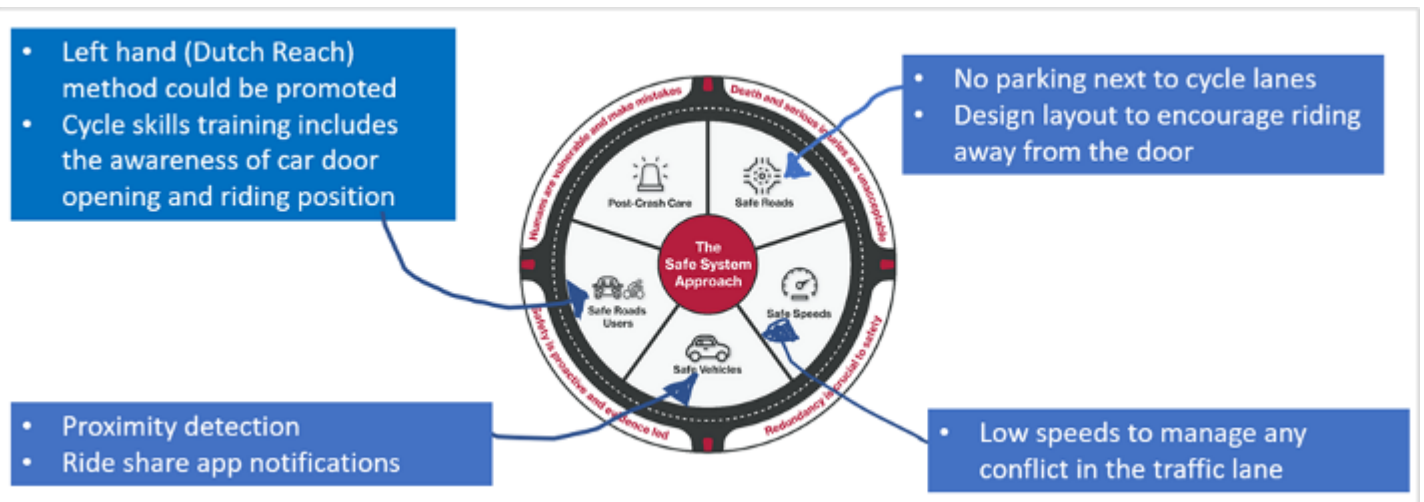 • Left hand (Dutch Reach)
method could be promoted
• Cycle skills training includes
the awareness of car door
opening and riding position
• No parking next to cycle lanes
• Design layout to encourage riding
away from the door
Humans are vulnerable and make mistakes
Death and serious injuries are unacceptable
Post-Crash Care
Safe Roads
The
Safe System
Approach
Safe Roads
Users
Safe Speeds
Safe Vehicles
Safety is proactive and evidence led
Redundancy is crucial to safety
• Proximity detection
• Ride share app notifications
• Low speeds to manage any
conflict in the traffic lane